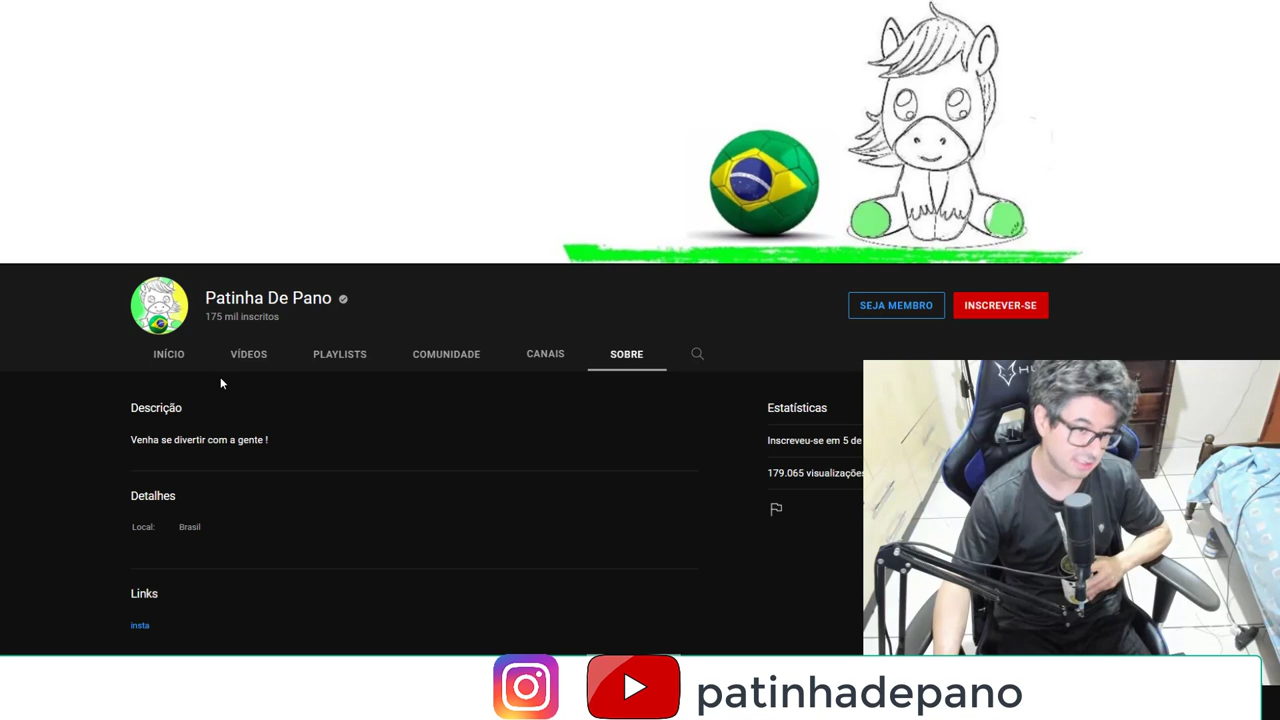 Patinha De Pano
175 mil inscritos
SEJA MEMBRO
INSCREVER-SE
INÍCIO
VÍDEOS
PLAYLISTS
COMUNIDADE
CANAIS
SOBRE
Descrição
Venha se divertir com a gente !
Detalhes
Local: Brasil
Links
insta
Estatísticas
Inscreveu-se em 5 de
179.065 visualizações
patinhadepano